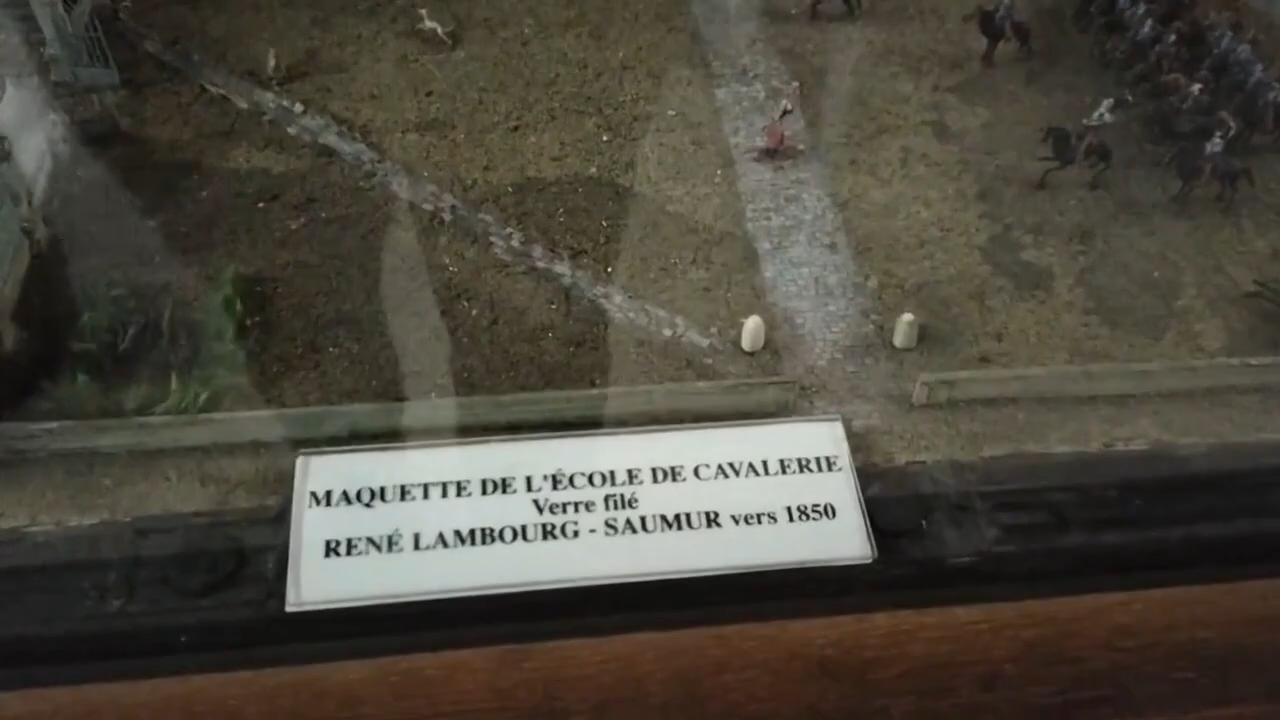 MAQUETTE DE L'ÉCOLE DE CAVALERIE
Verre filé
RENÉ LAMBOURG - SAUMUR vers 1850